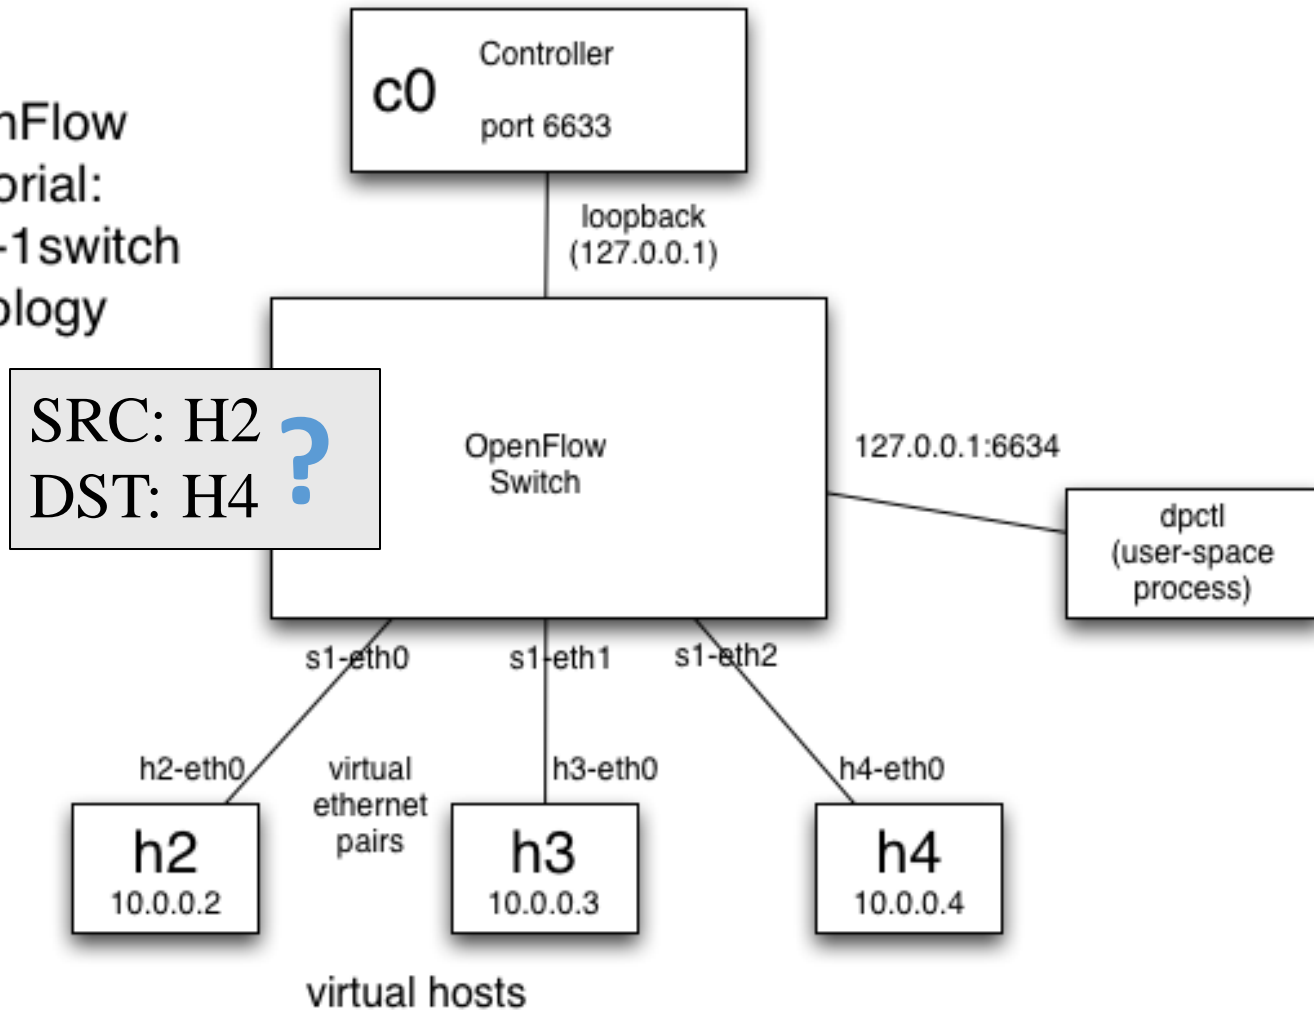 Controller
c0
port 6633
nFlow
orial:
-1switch
ology
loopback
(127.0.0.1)
SRC: H2
DST: H4
?
OpenFlow
Switch
127.0.0.1:6634
dpctl
(user-space
process)
s1-eth0
s1-eth1
s1-eth2
h2-eth0
virtual
ethernet
pairs
h3-eth0
h4-eth0
h2
10.0.0.2
h3
10.0.0.3
h4
10.0.0.4
virtual hosts